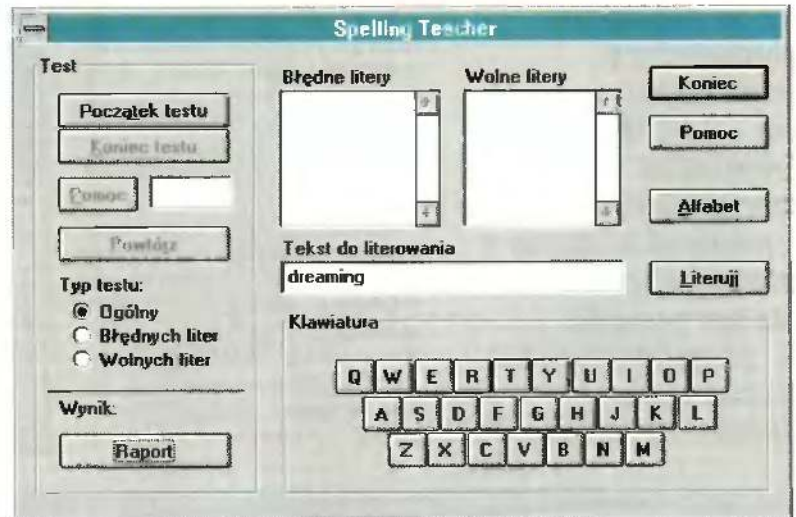 Spelling Teacher
Test
Początek testu
Koniec testu
Pomoc
Powtórz
Typ testu:
Ogólny
Błędnych liter
Wolnych liter
Wynik:
Raport
Błędne litery
Wolne litery
Tekst do literowania
dreaming
Klawiatura
Q W E R T Y U I O P
A S D F G H J K L
Z X C V B N M
Koniec
Pomoc
Alfabet
Literuj